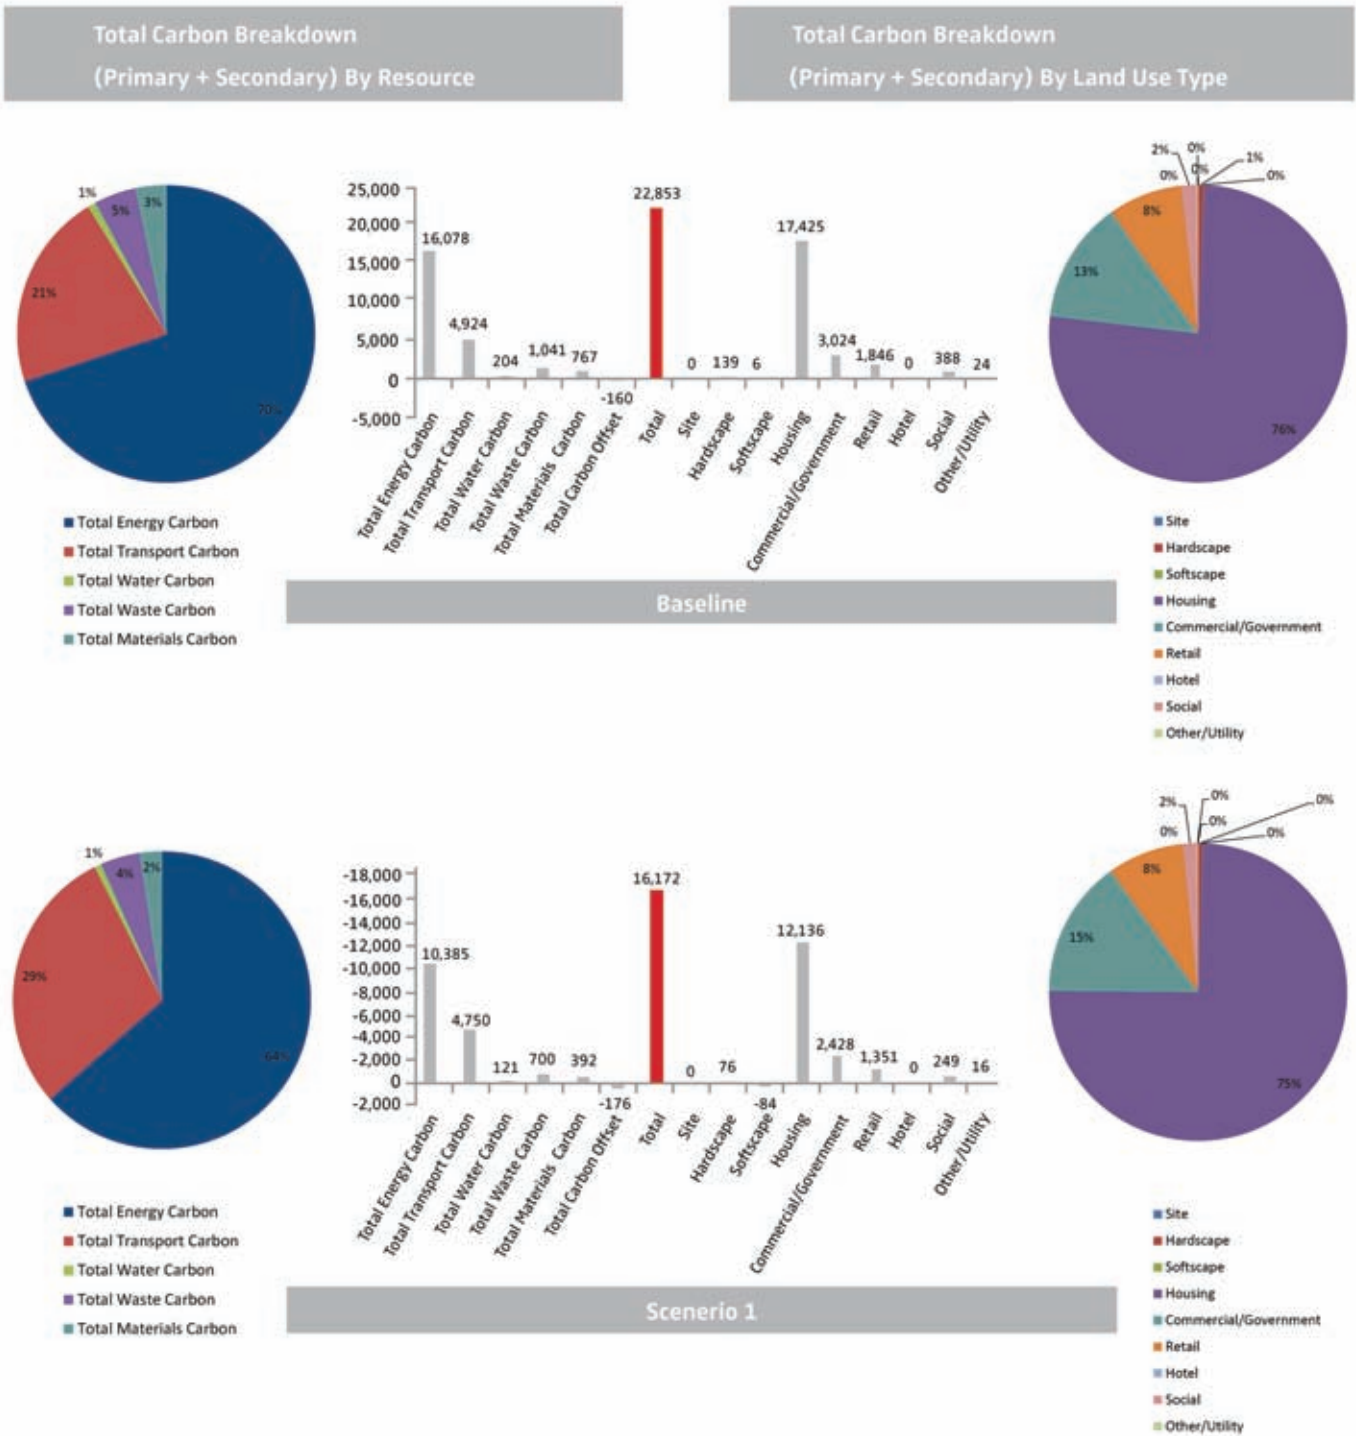 Total Carbon Breakdown
(Primary + Secondary) By Resource
Total Carbon Breakdown
(Primary + Secondary) By Land Use Type
1%
5%
3%
21%
70%
Total Energy Carbon
Total Transport Carbon
Total Water Carbon
Total Waste Carbon
Total Materials Carbon
25,000
20,000
15,000
10,000
5,000
0
-5,000
16,078
4,924
204
1,041
767
-160
22,853
0
139
6
17,425
3,024
1,846
0
388
24
Total Energy Carbon
Total Transport Carbon
Total Water Carbon
Total Waste Carbon
Total Materials Carbon
Total Carbon Offset
Total
Site
Hardscape
Softscape
Housing
Commercial/Government
Retail
Hotel
Social
Other/Utility
2%
0%
0%
0%
1%
0%
8%
13%
76%
Site
Hardscape
Softscape
Housing
Commercial/Government
Retail
Hotel
Social
Other/Utility
Baseline
1%
4%
2%
29%
64%
Total Energy Carbon
Total Transport Carbon
Total Water Carbon
Total Waste Carbon
Total Materials Carbon
-18,000
-16,000
-14,000
-12,000
-10,000
-8,000
-6,000
-4,000
-2,000
0
-2,000
10,385
4,750
121
700
392
-176
16,172
0
76
-84
12,136
2,428
1,351
0
249
16
Total Energy Carbon
Total Transport Carbon
Total Water Carbon
Total Waste Carbon
Total Materials Carbon
Total Carbon Offset
Total
Site
Hardscape
Softscape
Housing
Commercial/Government
Retail
Hotel
Social
Other/Utility
2%
0%
0%
0%
0%
0%
8%
15%
75%
Site
Hardscape
Softscape
Housing
Commercial/Government
Retail
Hotel
Social
Other/Utility
Scenerio 1